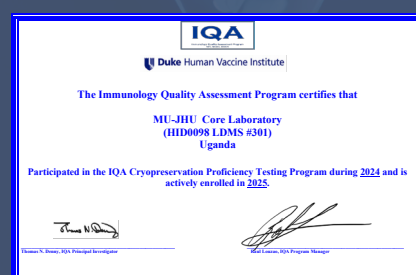 IQA
Duke Human Vaccine Institute
The Immunology Quality Assessment Program certifies that
MU-JHU Core Laboratory
(HID0098 LDMS #301)
Uganda
Participated in the IQA Cryopreservation Proficiency Testing Program during 2024 and is
actively enrolled in 2025.
Thomas N. Denny, IQA Principal Investigator
Raul Louzao, IQA Program Manager